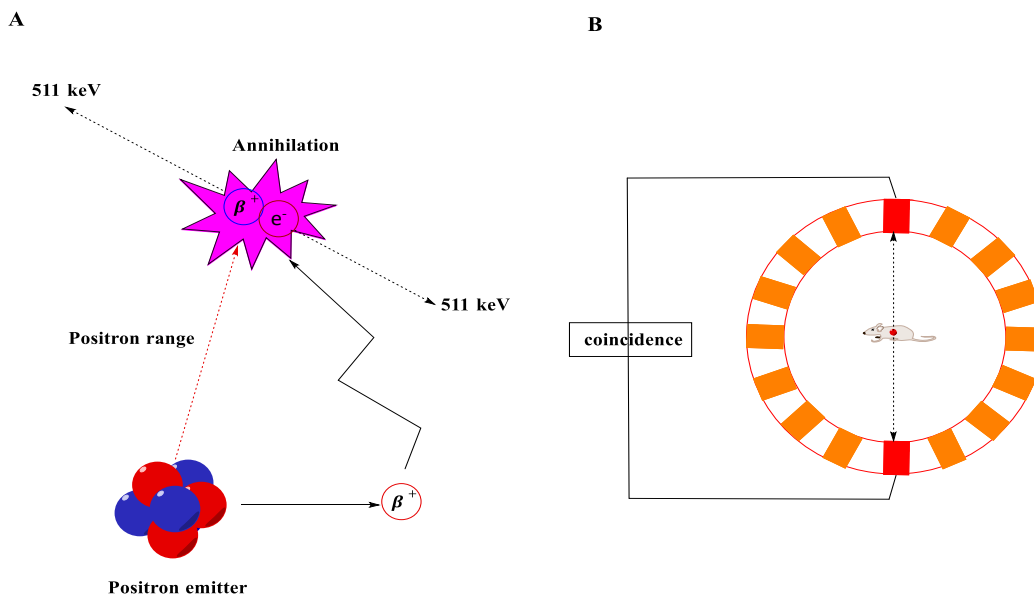 A
B
511 keV
Annihilation
β+
e-
511 keV
Positron range
coincidence
β+
Positron emitter